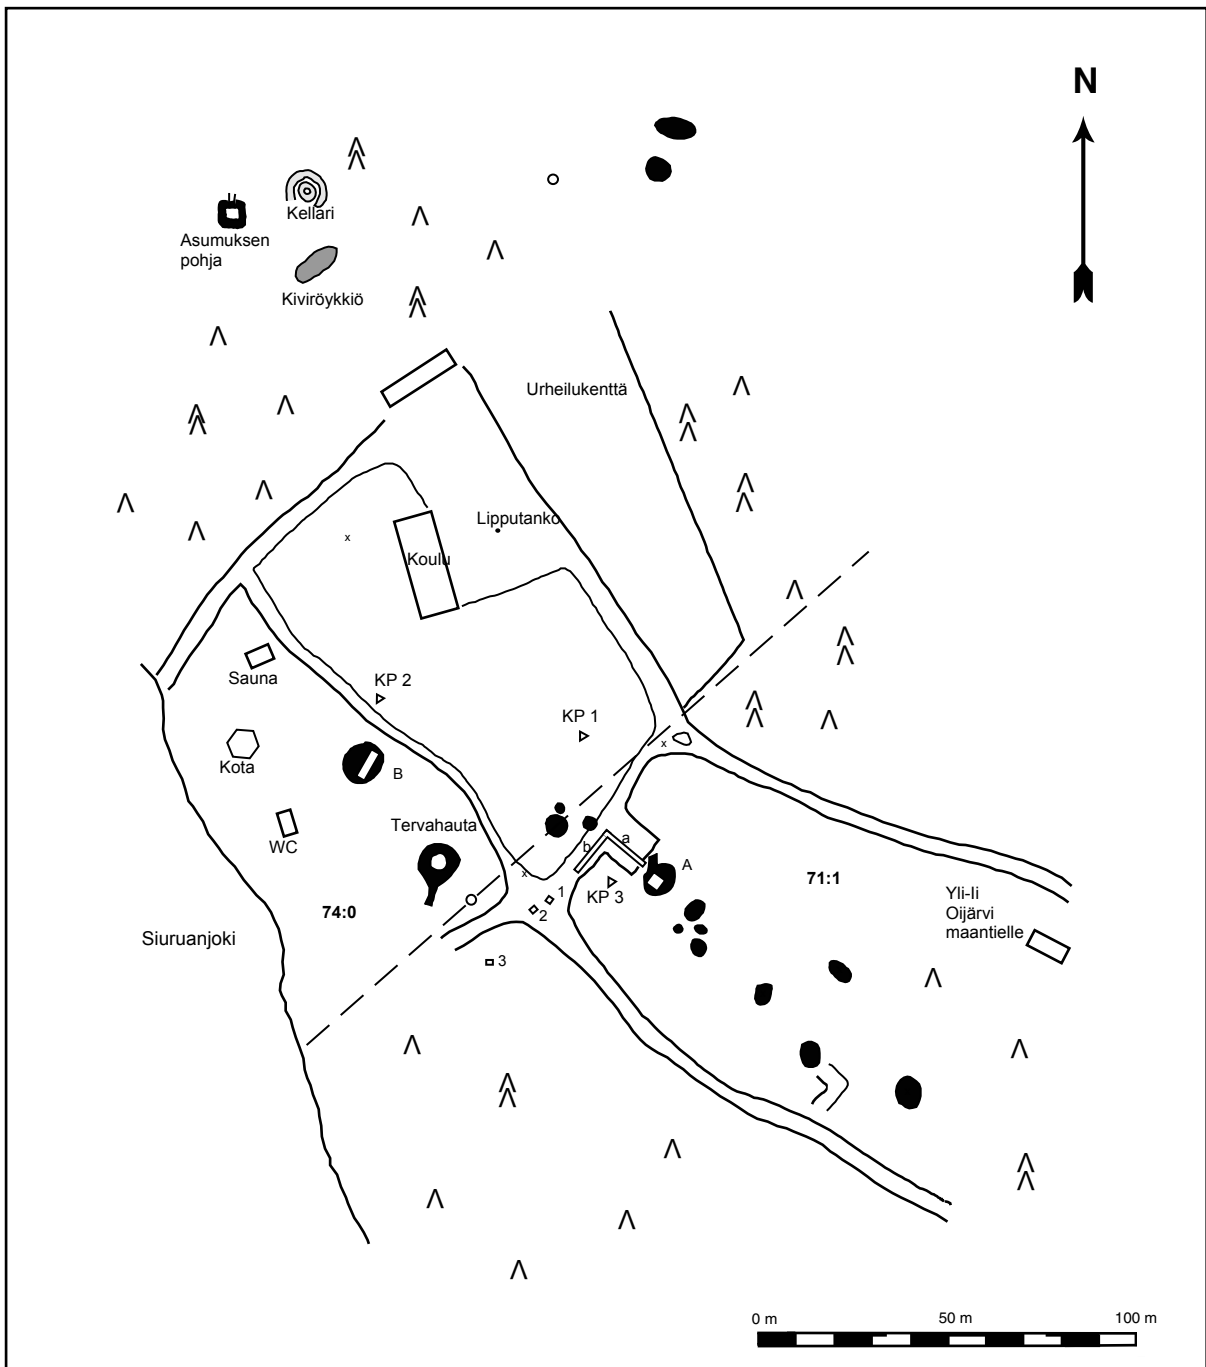 N
Kellari
Asumuksen
pohja
Kiviröykkiö
Urheilukenttä
Lipputanko
x
Koulu
Sauna
KP 2
KP 1
Kota
x
B
WC
Tervahauta
b
a
A
x
KP 3
71:1
1
2
74:0
Yli-Ii
Oijärvi
maantielle
Siuruanjoki
3
0 m
50 m
100 m